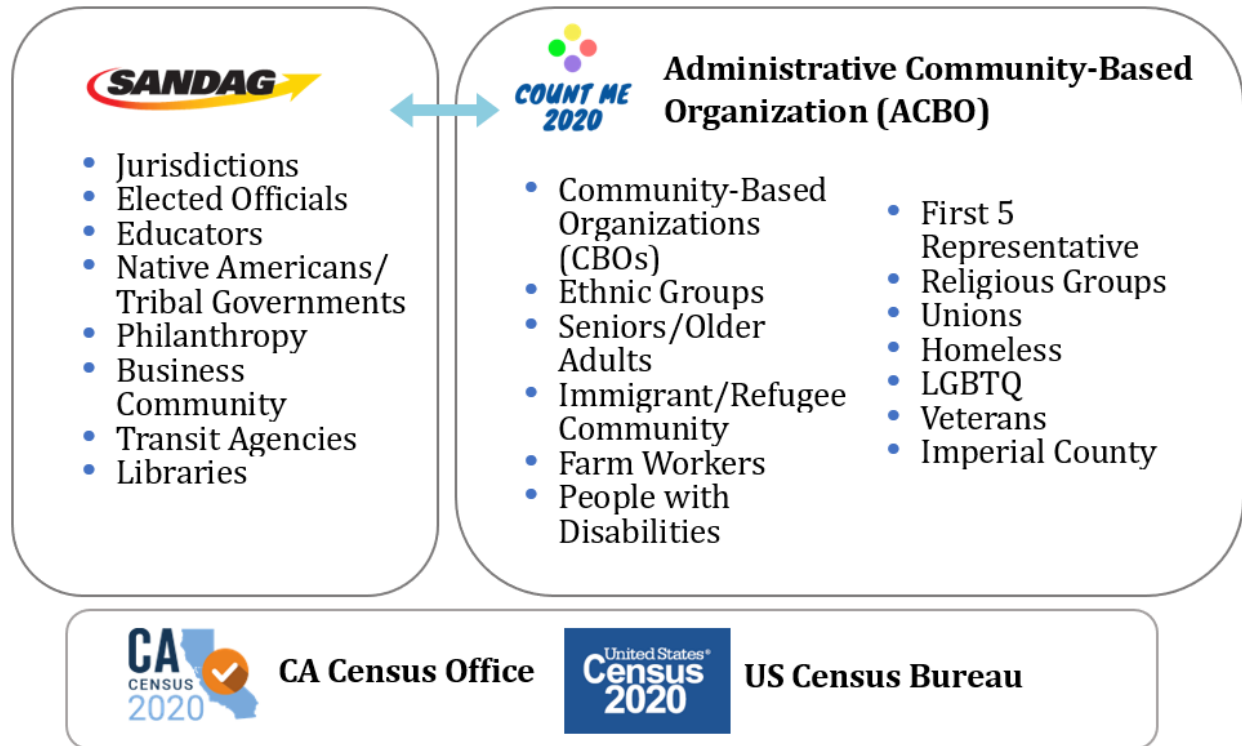 SANDAG
• Jurisdictions
• Elected Officials
• Educators
• Native Americans/
Tribal Governments
• Philanthropy
• Business
Community
• Transit Agencies
• Libraries
COUNT ME
2020
Administrative Community-Based
Organization (ACBO)
• Community-Based
Organizations
(CBOs)
• Ethnic Groups
• Seniors/Older
Adults
• Immigrant/Refugee
Community
• Farm Workers
• People with
Disabilities
• First 5
Representative
• Religious Groups
• Unions
• Homeless
• LGBTQ
• Veterans
• Imperial County
CA
CENSUS
2020
CA Census Office
United States®
Census
2020
US Census Bureau